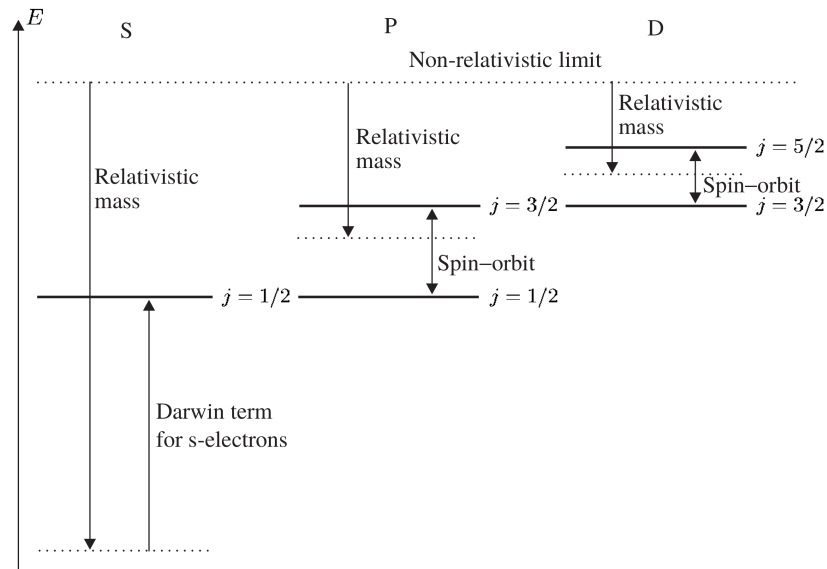 E
S
P
D
Non-relativistic limit
Relativistic
mass
Relativistic
mass
Relativistic
mass
j = 5/2
Spin−orbit
j = 3/2
j = 3/2
Spin−orbit
j = 1/2
j = 1/2
Darwin term
for s-electrons